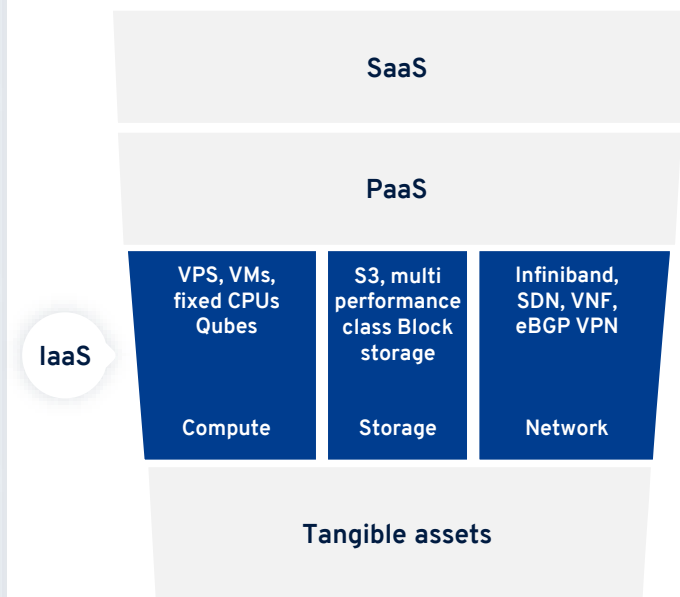 SaaS
PaaS
IaaS
VPS, VMs,
fixed CPUs
Qubes
Compute
S3, multi
performance
class Block
storage
Storage
Infiniband,
SDN, VNF,
eBGP VPN
Network
Tangible assets